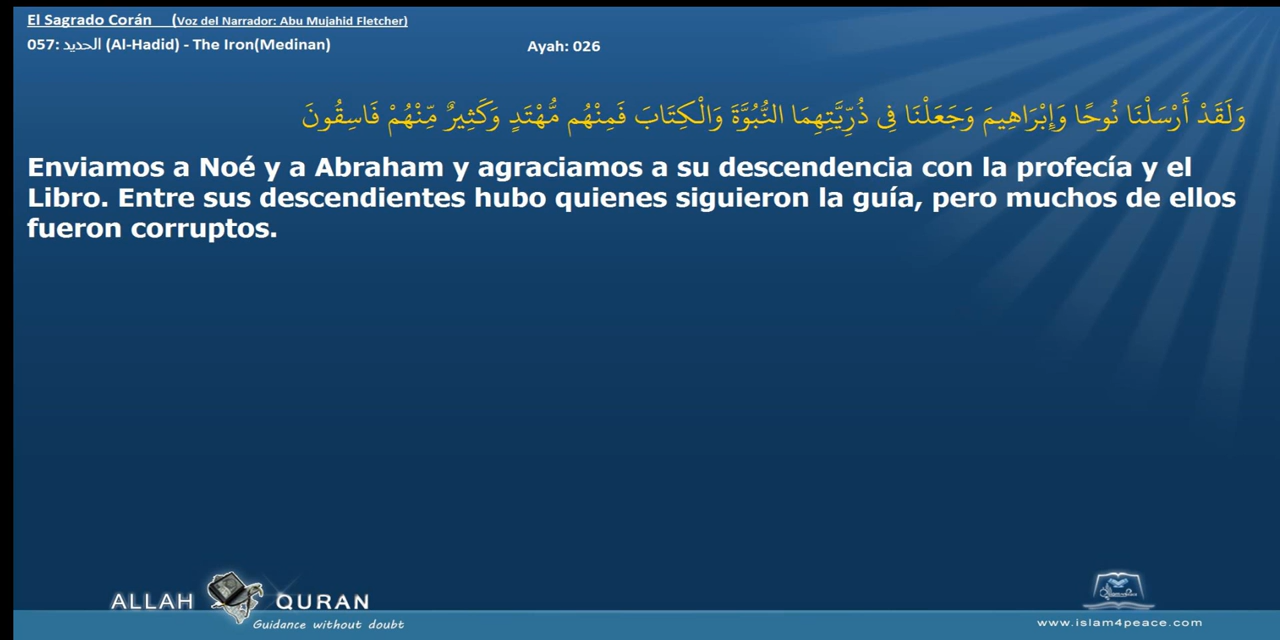 El Sagrado Corán (Voz del Narrador: Abu Mujahid Fletcher)
057: الحديد (Al-Hadid) - The Iron(Medinan)
Ayah: 026
وَلَقَدْ أَرْسَلْنَا نُوحًا وَإِبْرَاهِيمَ وَجَعَلْنَا فِي ذُرِّيَّتِهِمَا النُّبُوَّةَ وَالْكِتَابَ فَمِنْهُم مُّهْتَدٍ وَكَثِيرٌ مِّنْهُمْ فَاسِقُونَ
Enviamos a Noé y a Abraham y agraciamos a su descendencia con la profecía y el
Libro. Entre sus descendientes hubo quienes siguieron la guía, pero muchos de ellos
fueron corruptos.
ALLAH QURAN
Guidance without doubt
www.islam4peace.com